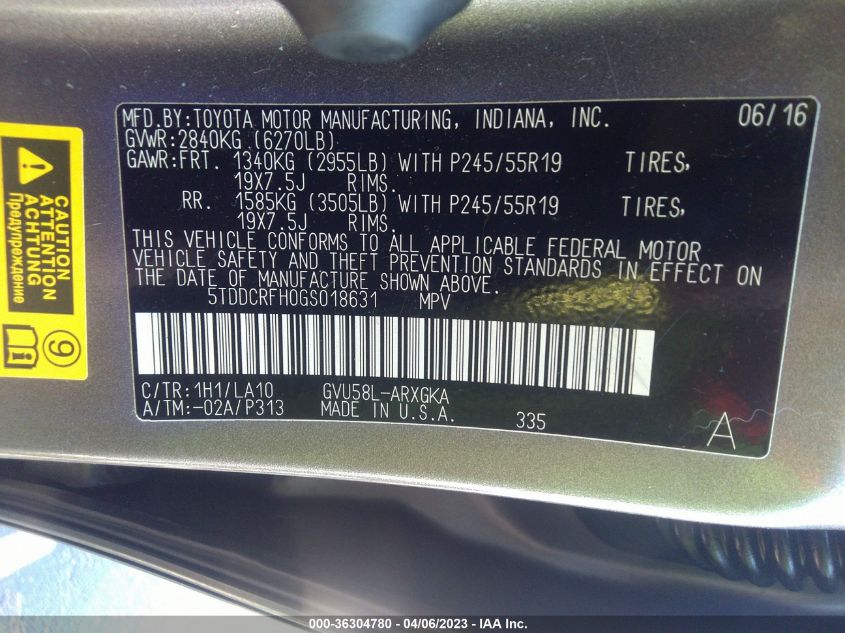 MFD.BY:TOYOTA MOTOR MANUFACTURING, INDIANA, INC. 06/16
GVWR:2840KG (6270LB)
GAWR:FRT. 1340KG (2955LB) WITH P245/55R19 TIRES,
19X7.5J RIMS.
RR. 1585KG (3505LB) WITH P245/55R19 TIRES,
19X7.5J RIMS.
THIS VEHICLE CONFORMS TO ALL APPLICABLE FEDERAL MOTOR
VEHICLE SAFETY AND THEFT PREVENTION STANDARDS IN EFFECT ON
THE DATE OF MANUFACTURE SHOWN ABOVE.
5TDDCRFH0GS018631 MPV
C/TR:1H1/LA10 GVU58L-ARXGKA
A/TM:-02A/P313 MADE IN U.S.A. 335
A
CAUTION
ATTENTION
ACHTUNG
Предупреждение
9
000-36304780 - 04/06/2023 - IAA Inc.